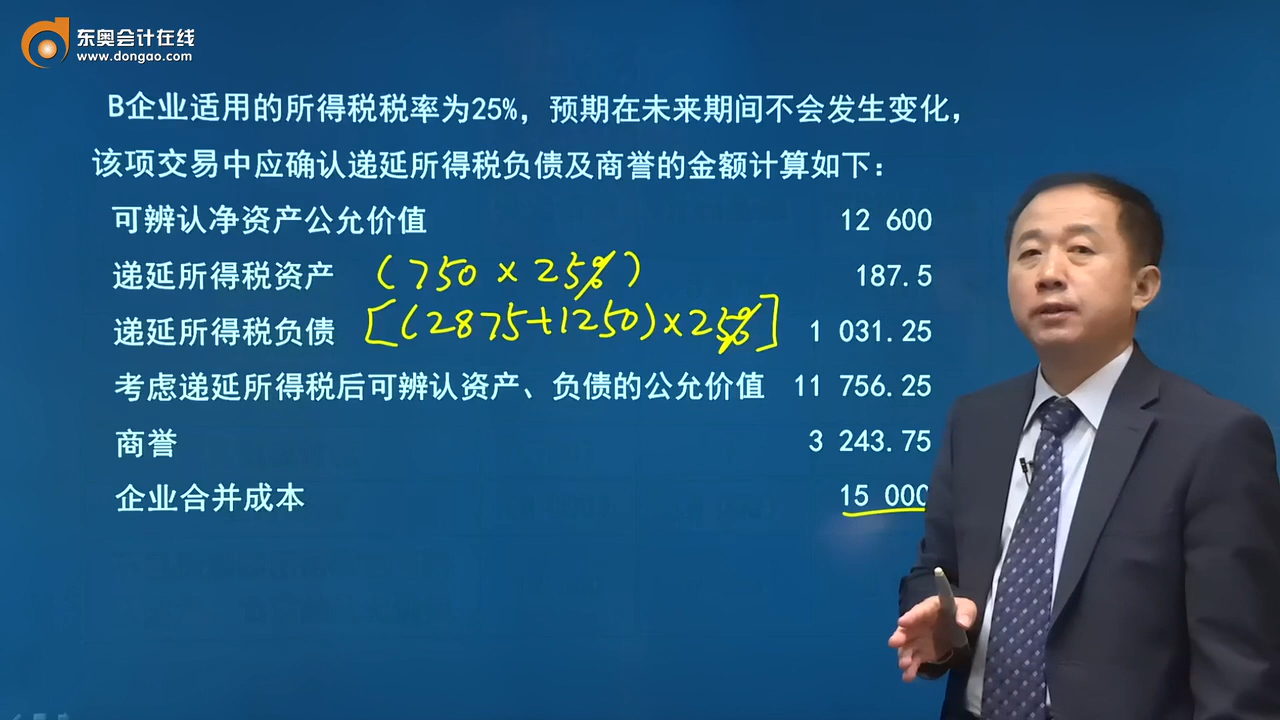 东奥会计在线
www.dongao.com
B企业适用的所得税税率为25%，预期在未来期间不会发生变化，
该项交易中应确认递延所得税负债及商誉的金额计算如下：
可辨认净资产公允价值 12 600
递延所得税资产 (750×25%) 187.5
递延所得税负债 [(2875+1250)×25%] 1 031.25
考虑递延所得税后可辨认资产、负债的公允价值 11 756.25
商誉 3 243.75
企业合并成本 15 000